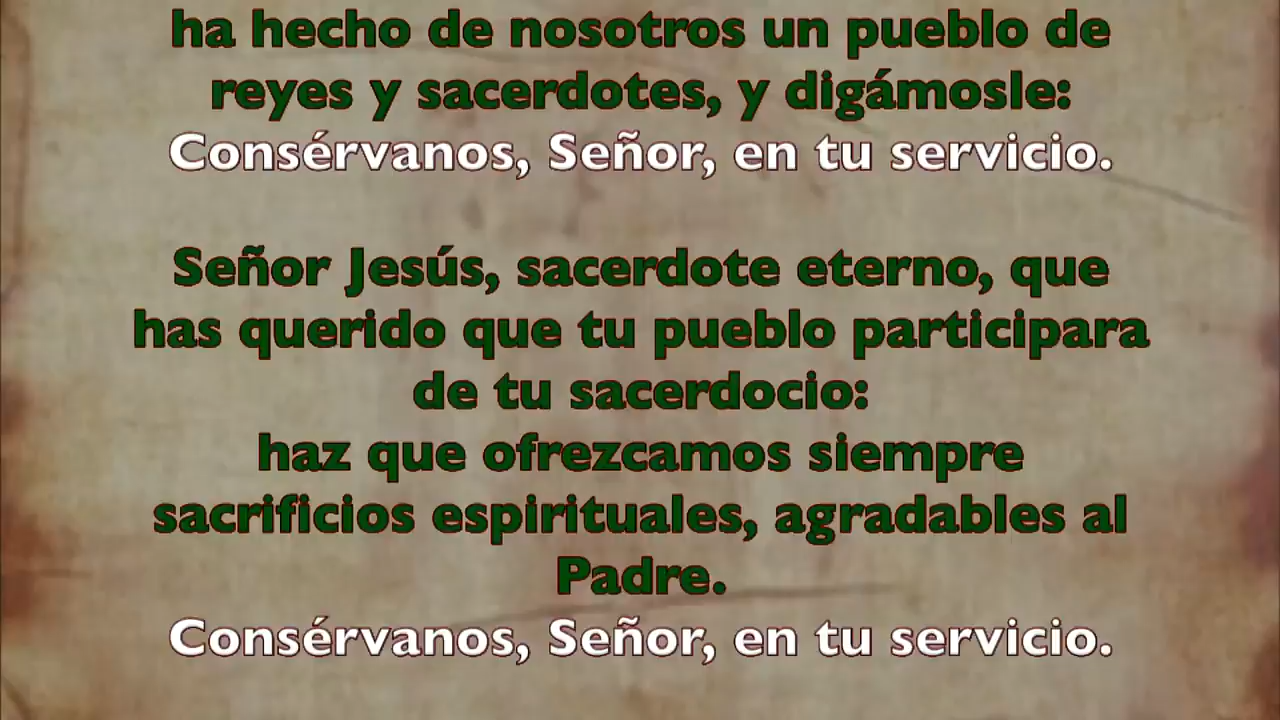 ha hecho de nosotros un pueblo de
reyes y sacerdotes, y digámosle:
Consérvanos, Señor, en tu servicio.
Señor Jesús, sacerdote eterno, que
has querido que tu pueblo participara
de tu sacerdocio:
haz que ofrezcamos siempre
sacrificios espirituales, agradables al
Padre.
Consérvanos, Señor, en tu servicio.